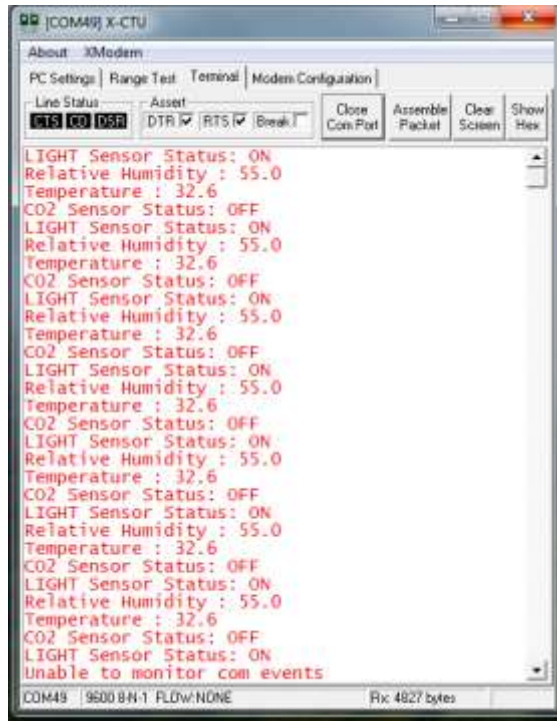 [COM49] X-CTU
About XModem
PC Settings Range Test Terminal Modem Configuration
Line Status Assert
CTS CD DSR DTR RTS Break
Close Com Port
Assemble Packet
Clear Screen
Show Hex
LIGHT Sensor Status: ON
Relative Humidity : 55.0
Temperature : 32.6
CO2 Sensor Status: OFF
LIGHT Sensor Status: ON
Relative Humidity : 55.0
Temperature : 32.6
CO2 Sensor Status: OFF
LIGHT Sensor Status: ON
Relative Humidity : 55.0
Temperature : 32.6
CO2 Sensor Status: OFF
LIGHT Sensor Status: ON
Relative Humidity : 55.0
Temperature : 32.6
CO2 Sensor Status: OFF
LIGHT Sensor Status: ON
Relative Humidity : 55.0
Temperature : 32.6
CO2 Sensor Status: OFF
LIGHT Sensor Status: ON
Relative Humidity : 55.0
Temperature : 32.6
CO2 Sensor Status: OFF
LIGHT Sensor Status: ON
Relative Humidity : 55.0
Temperature : 32.6
CO2 Sensor Status: OFF
LIGHT Sensor Status: ON
Unable to monitor com events
COM49 9600 8-N-1 FLOW:NONE Rx: 4827 bytes